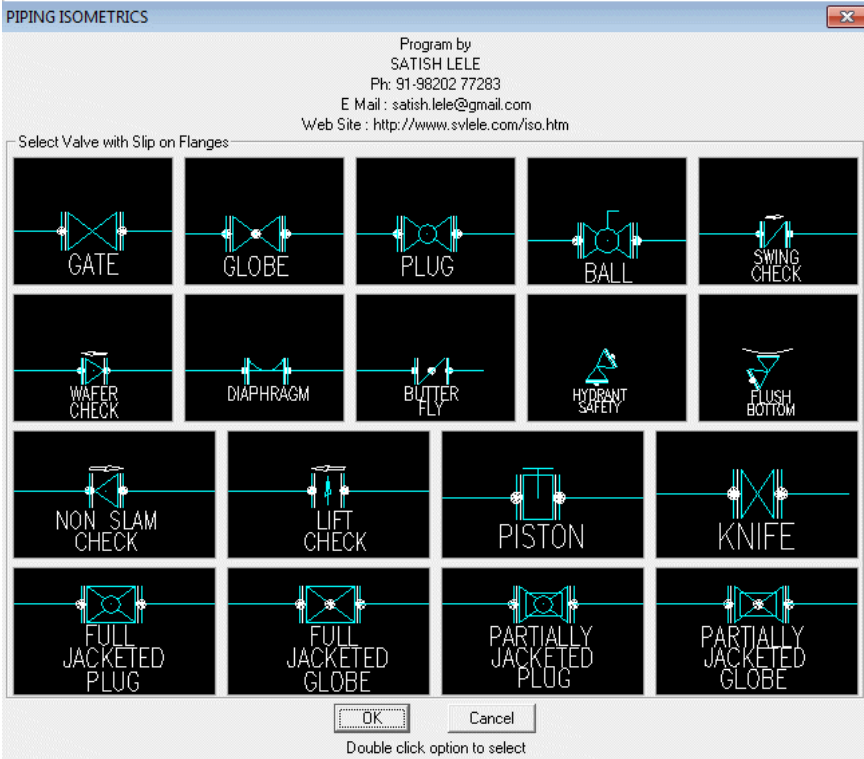 PIPING ISOMETRICS
Program by
SATISH LELE
Ph: 91-98202 77283
E Mail : satish.lele@gmail.com
Web Site : http://www.svlele.com/iso.htm
Select Valve with Slip on Flanges
GATE
GLOBE
PLUG
BALL
SWING
CHECK
WAFER
CHECK
DIAPHRAGM
BUTTER
FLY
HYDRANT
SAFETY
FLUSH
BOTTOM
NON SLAM
CHECK
LIFT
CHECK
PISTON
KNIFE
FULL
JACKETED
PLUG
FULL
JACKETED
GLOBE
PARTIALLY
JACKETED
PLUG
PARTIALLY
JACKETED
GLOBE
OK
Cancel
Double click option to select